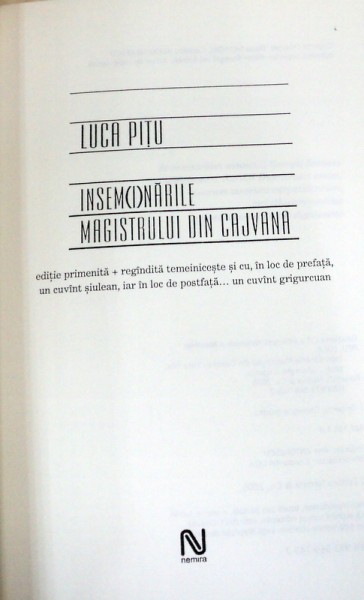 LUCA PIȚU
INSEM(I)NĂRILE
MAGISTRULUI DIN CAJVANA
ediție primenită + regîndită temeinicește și cu, în loc de prefață,
un cuvînt șiulean, iar în loc de postfață... un cuvînt grigurcuan
nemira